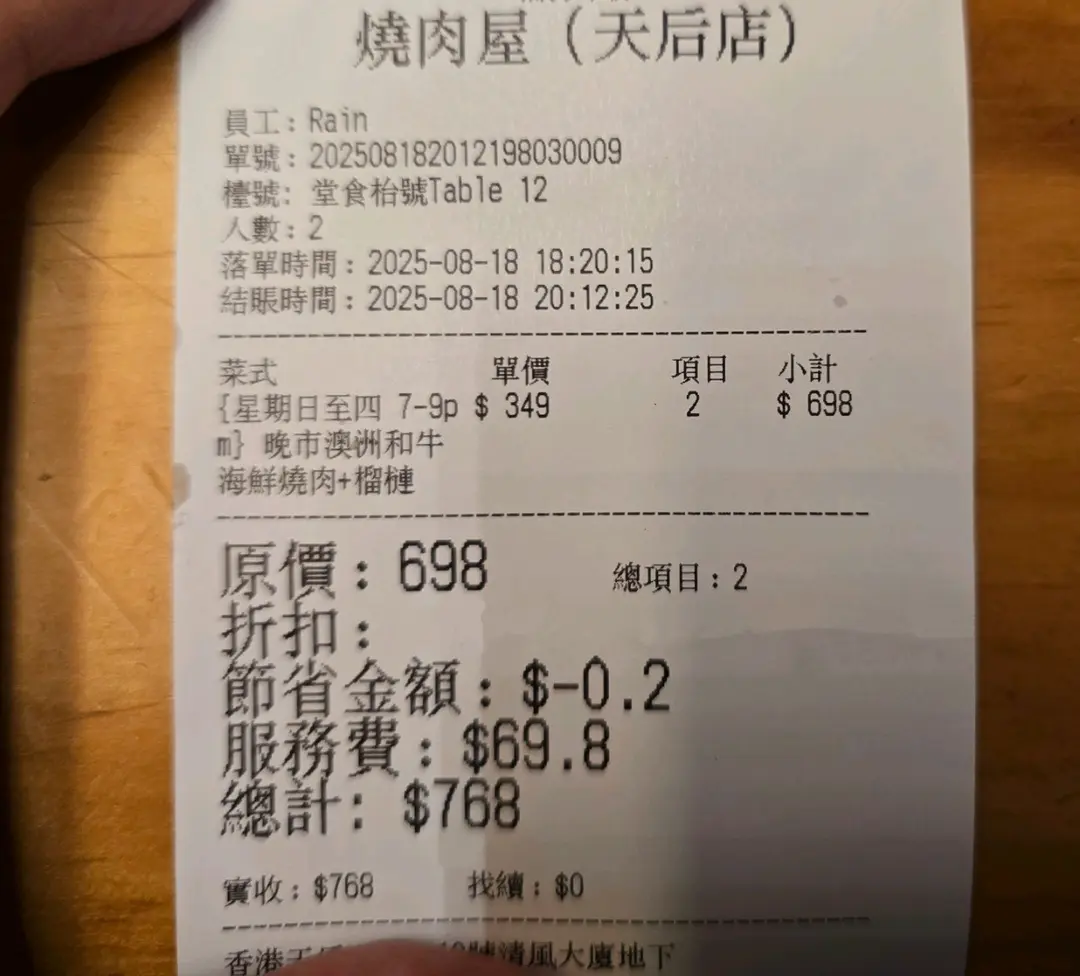 燒肉屋（天后店）
員工：Rain
單號：202508182012198030009
檯號: 堂食枱號Table 12
人數：2
落單時間：2025-08-18 18:20:15
結賬時間：2025-08-18 20:12:25
菜式 單價 項目 小計
{星期日至四 7-9p $ 349 2 $ 698
m} 晚市澳洲和牛
海鮮燒肉+榴槤
原價：698 總項目：2
折扣：
節省金額：$-0.2
服務費：$69.8
總計: $768
實收：$768 找續：$0
香港天后 號清風大廈地下